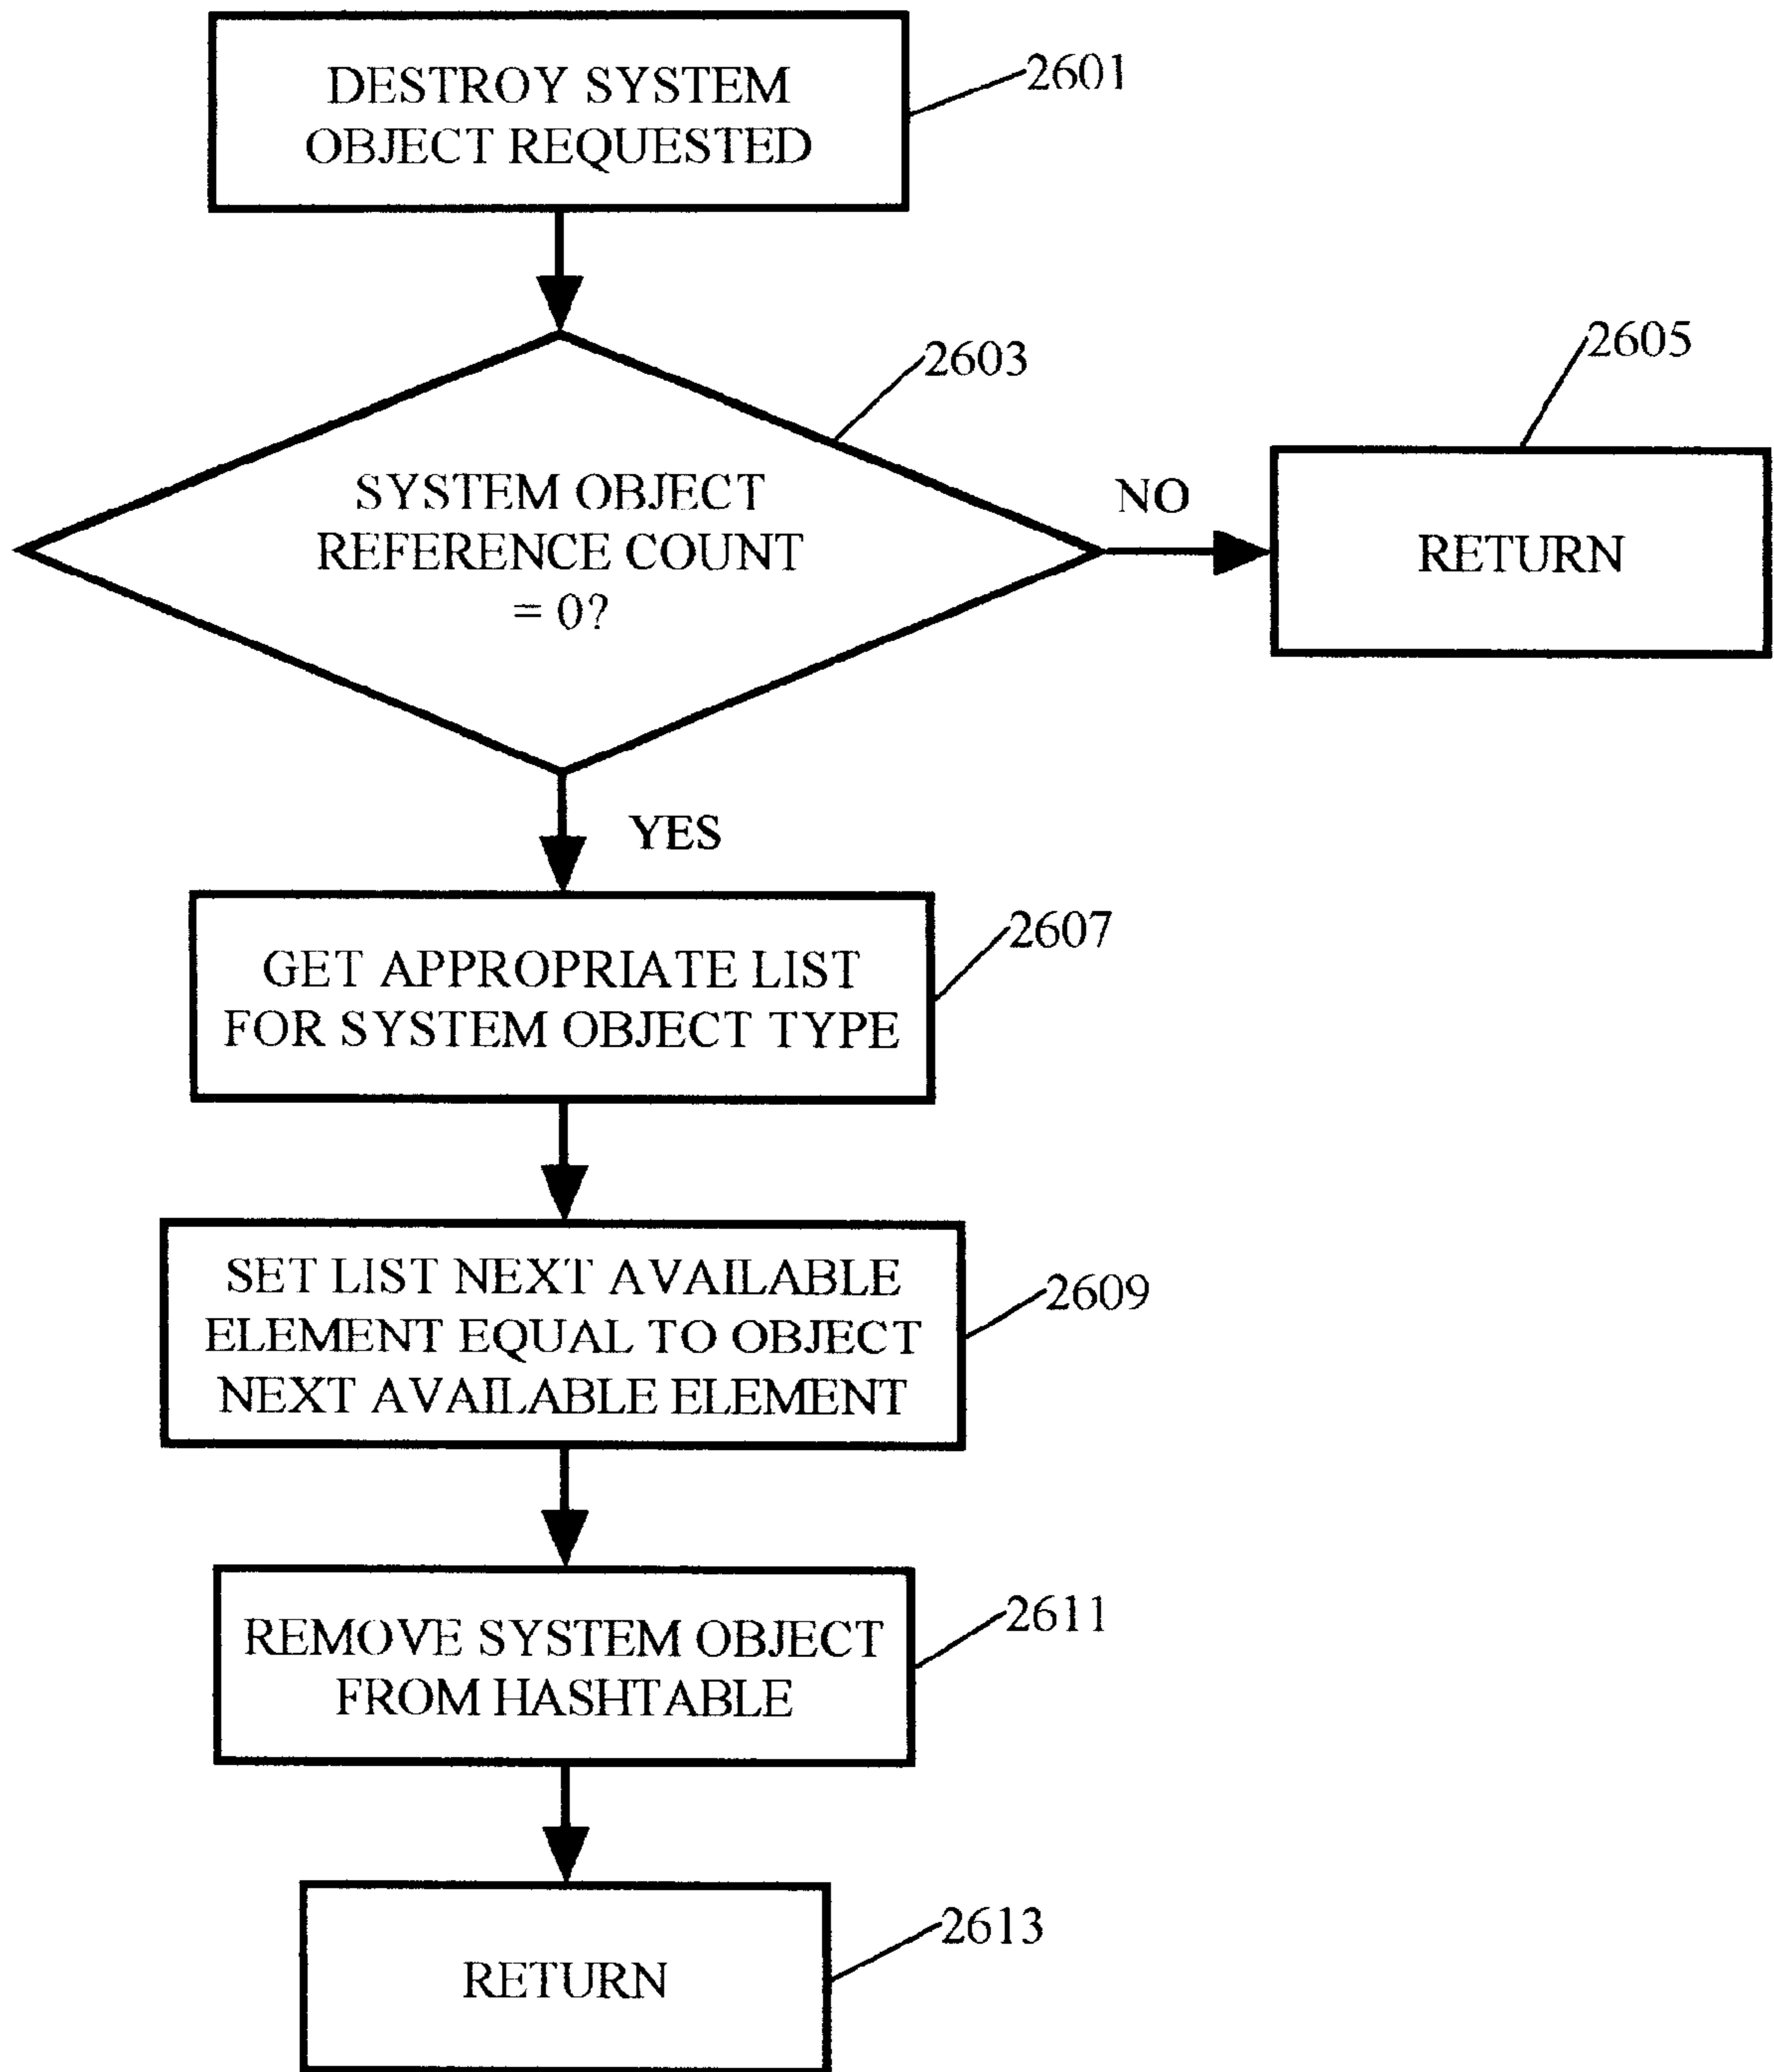 DESTROY SYSTEM
OBJECT REQUESTED
2601
2603
SYSTEM OBJECT
REFERENCE COUNT
= 0?
NO
2605
RETURN
YES
2607
GET APPROPRIATE LIST
FOR SYSTEM OBJECT TYPE
SET LIST NEXT AVAILABLE
ELEMENT EQUAL TO OBJECT
NEXT AVAILABLE ELEMENT
2609
REMOVE SYSTEM OBJECT
FROM HASHTABLE
2611
RETURN
2613